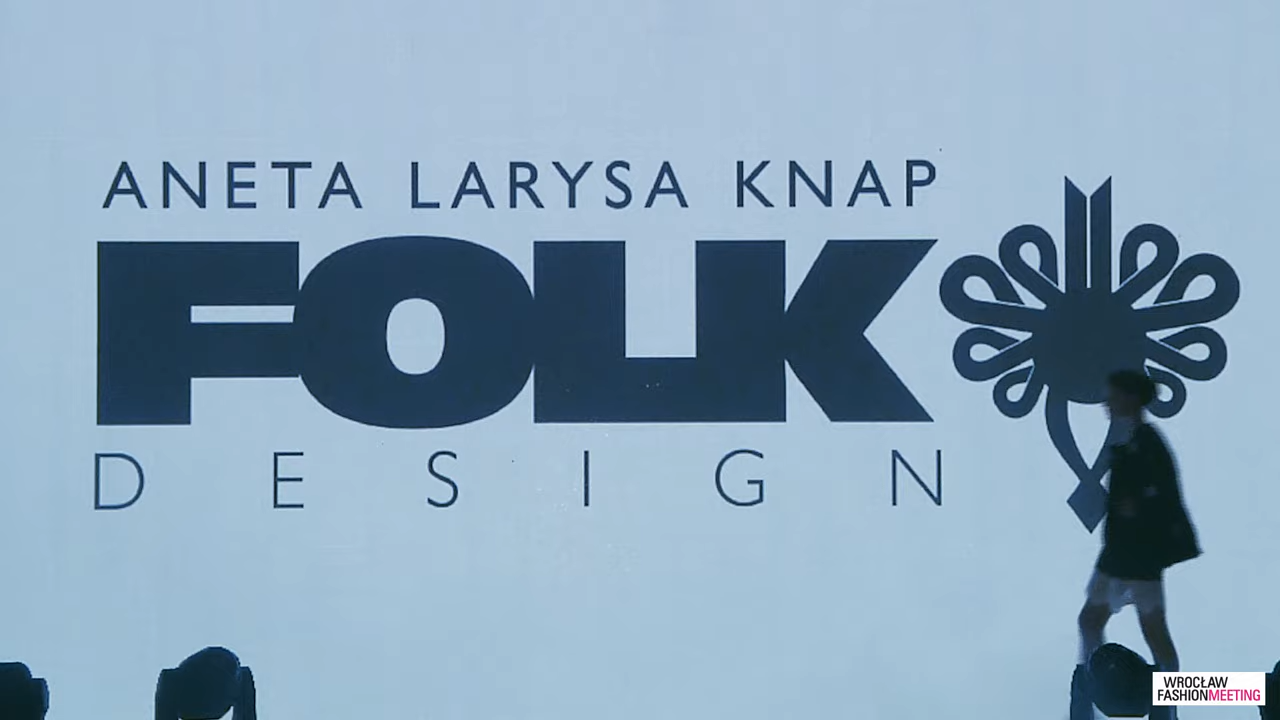 ANETA LARYSA KNAP
FOLK
DESIGN
WROCŁAW
FASHIONMEETING